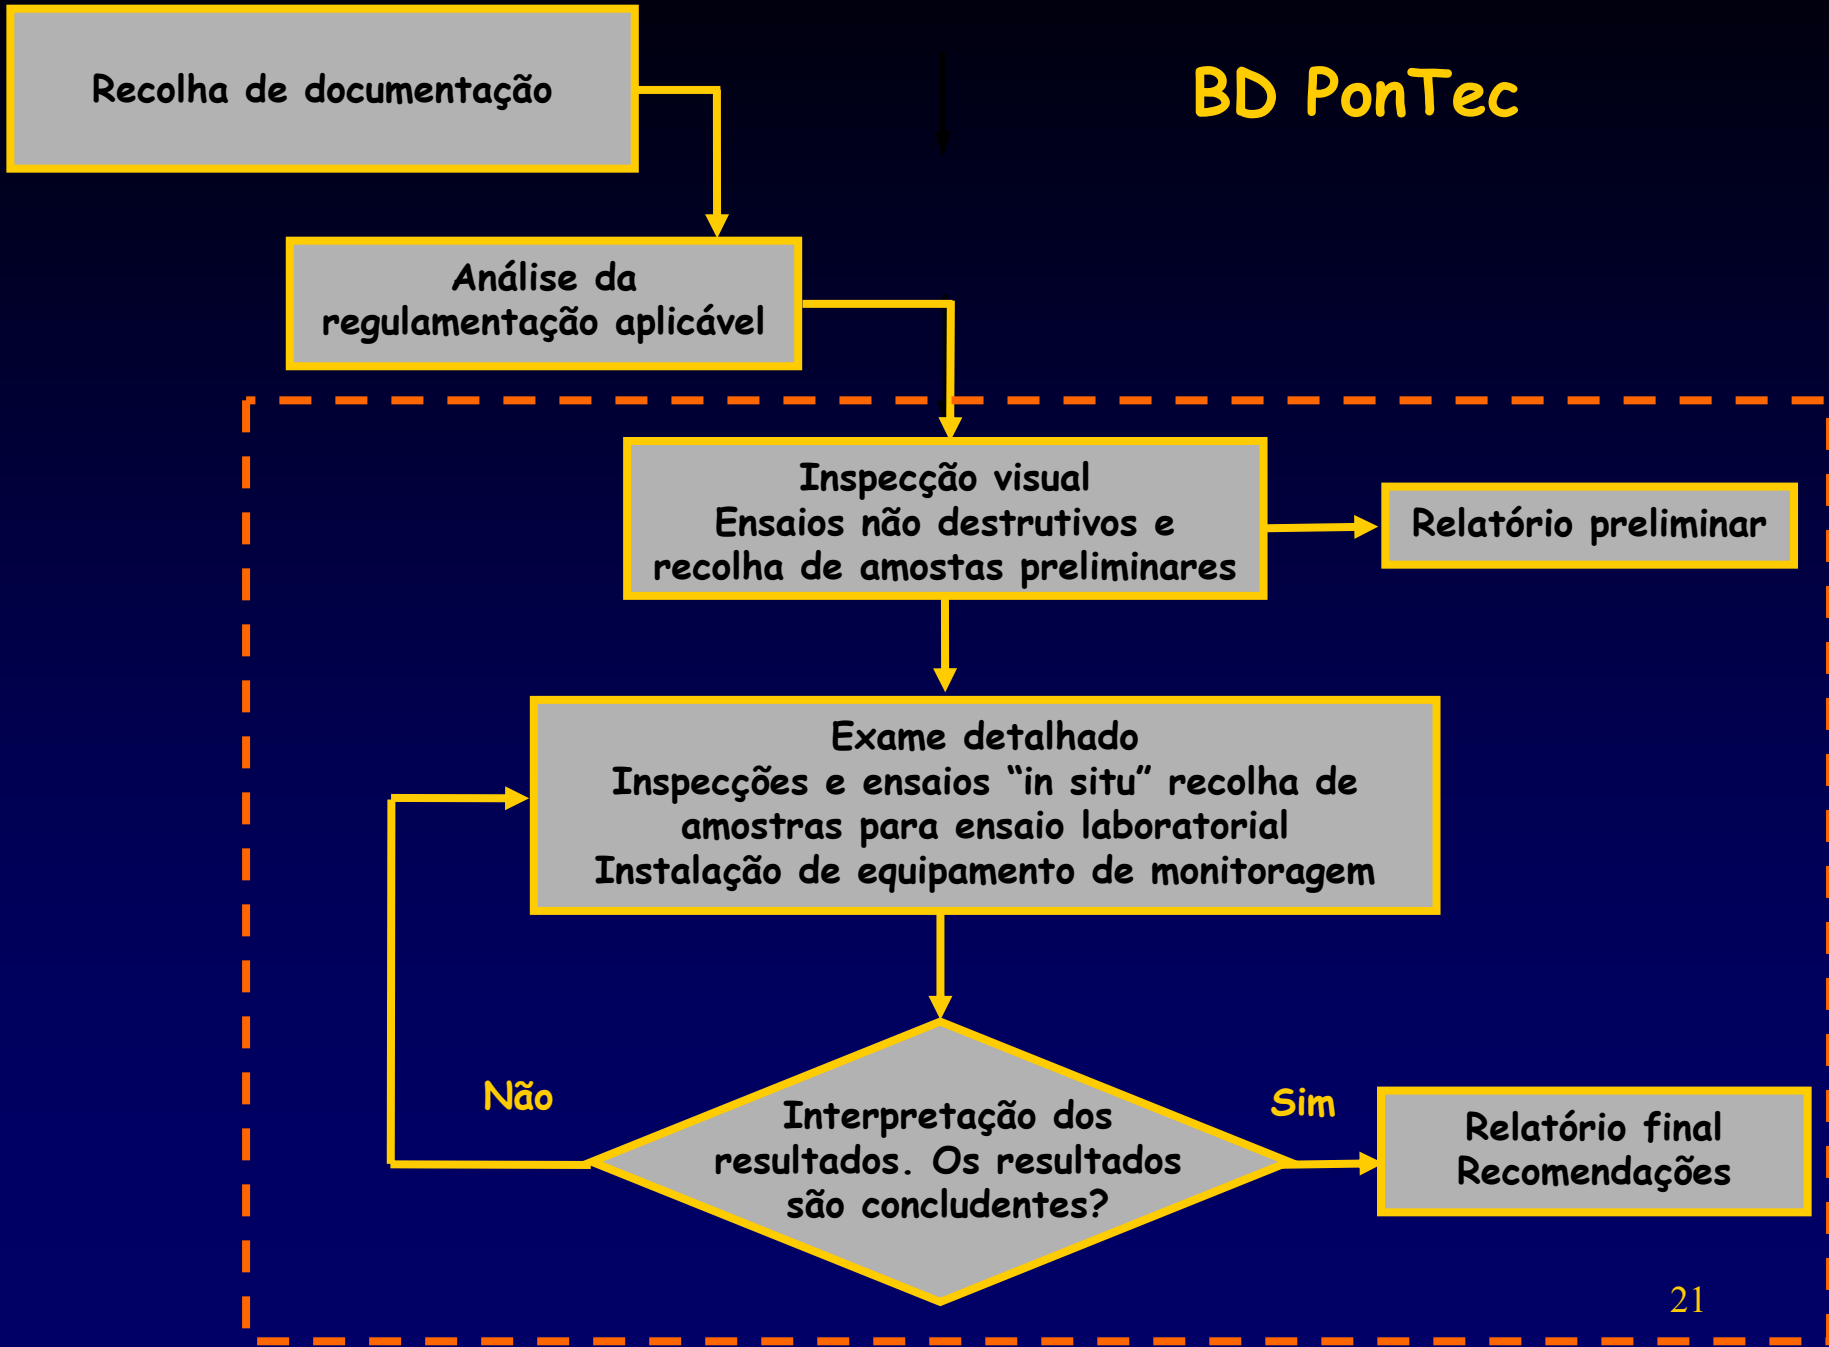 Recolha de documentação
BD PonTec
Análise da
regulamentação aplicável
Inspecção visual
Ensaios não destrutivos e
recolha de amostas preliminares
Relatório preliminar
Exame detalhado
Inspecções e ensaios “in situ” recolha de
amostras para ensaio laboratorial
Instalação de equipamento de monitoragem
Não
Interpretação dos
resultados. Os resultados
são concludentes?
Sim
Relatório final
Recomendações
21